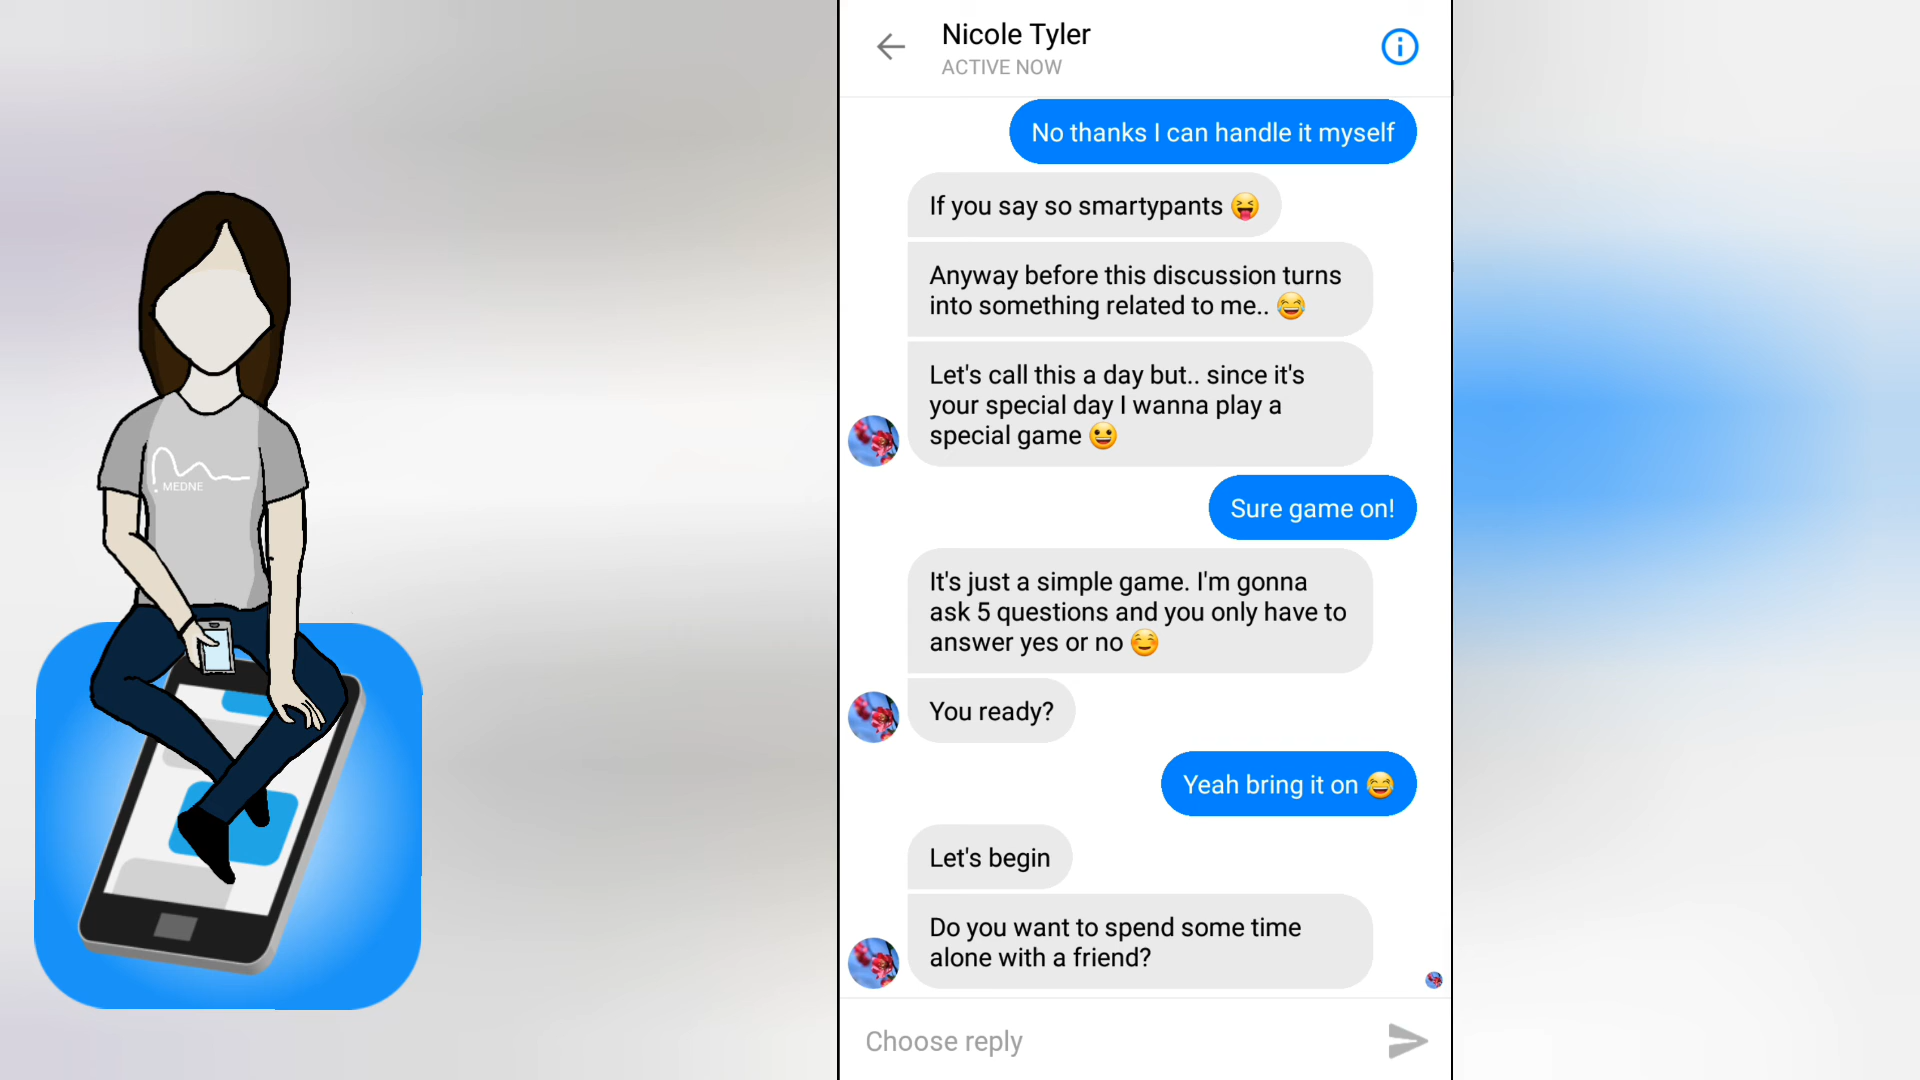 Nicole Tyler
ACTIVE NOW
No thanks I can handle it myself
If you say so smartypants 😝
Anyway before this discussion turns
into something related to me.. 😂
Let's call this a day but.. since it's
your special day I wanna play a
special game 😀
Sure game on!
It's just a simple game. I'm gonna
ask 5 questions and you only have to
answer yes or no ☺️
You ready?
Yeah bring it on 😂
Let's begin
Do you want to spend some time
alone with a friend?
Choose reply
MEDNE